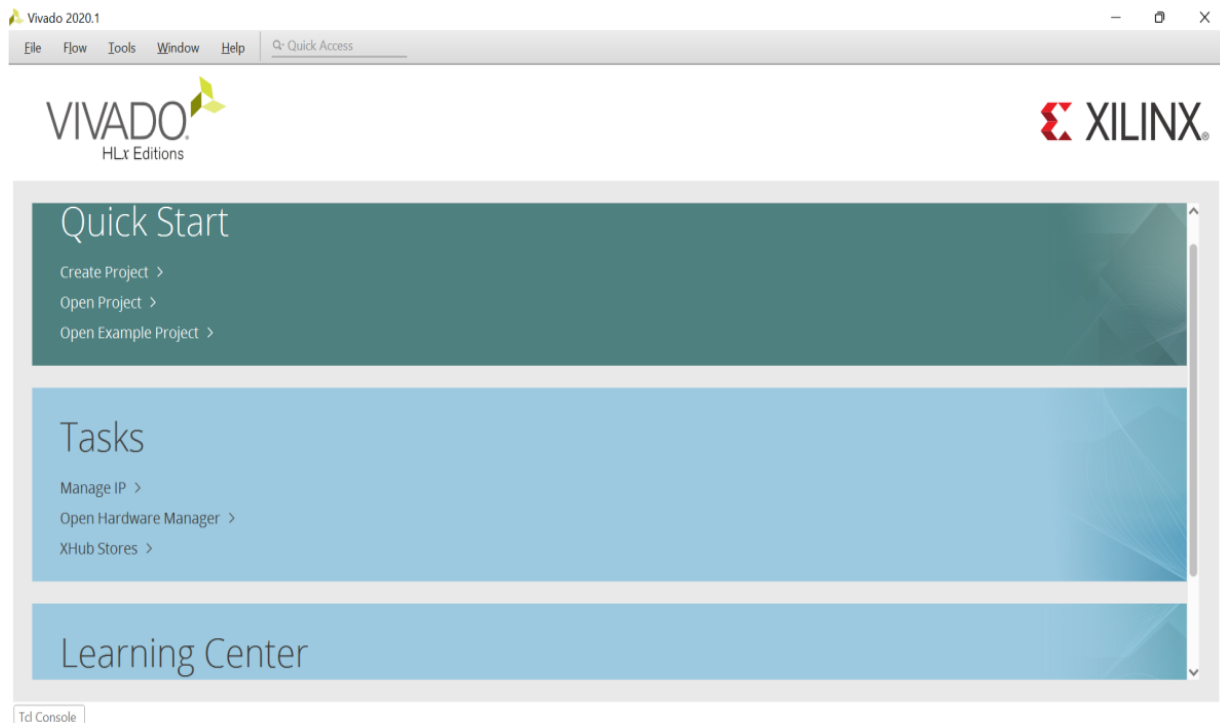 Vivado 2020.1
File Flow Tools Window Help Quick Access
VIVADO.
HLx Editions
XILINX®
Quick Start
Create Project >
Open Project >
Open Example Project >
Tasks
Manage IP >
Open Hardware Manager >
XHub Stores >
Learning Center
Tcl Console